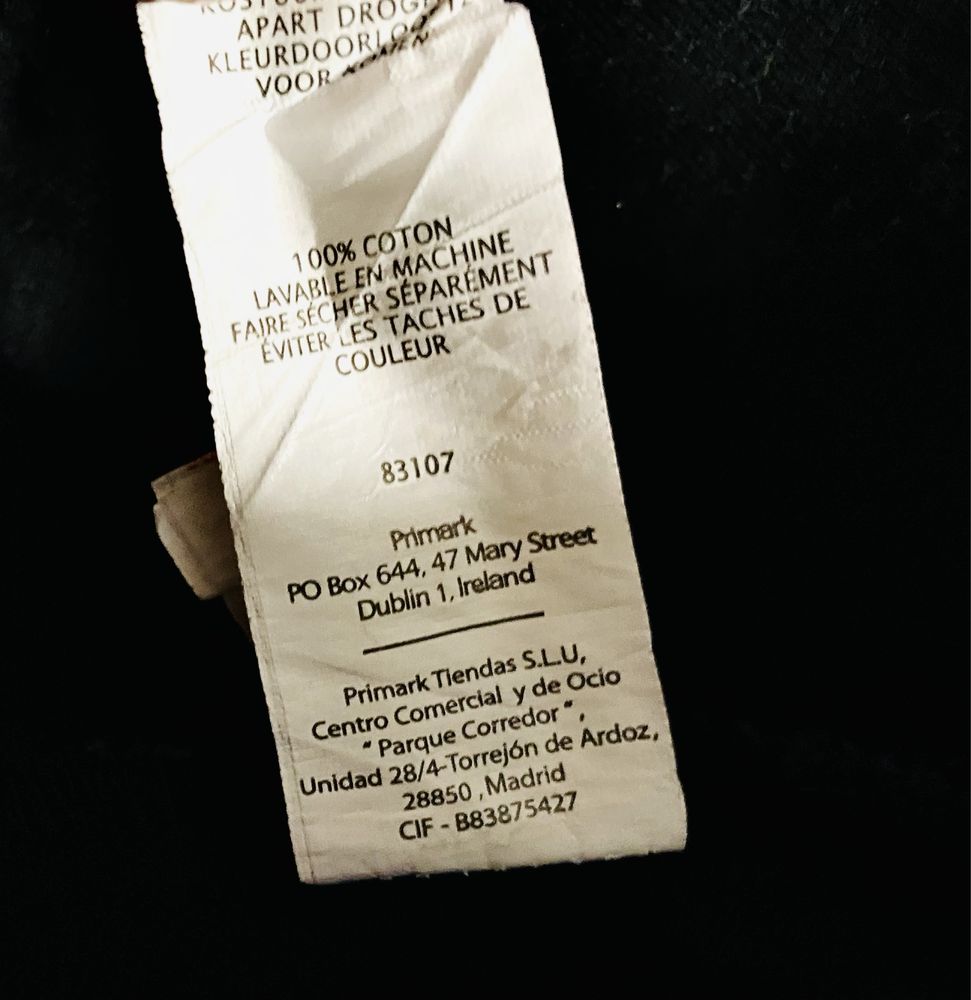 APART
KLEURDOORLOPEN
VOOR KOMEN
100% COTON
LAVABLE EN MACHINE
FAIRE SÉCHER SÉPARÉMENT
ÉVITER LES TACHES DE
COULEUR
83107
Primark
PO Box 644, 47 Mary Street
Dublin 1, Ireland
Primark Tiendas S.L.U,
Centro Comercial y de Ocio
" Parque Corredor ",
Unidad 28/4-Torrejón de Ardoz,
28850 , Madrid
CIF - B83875427